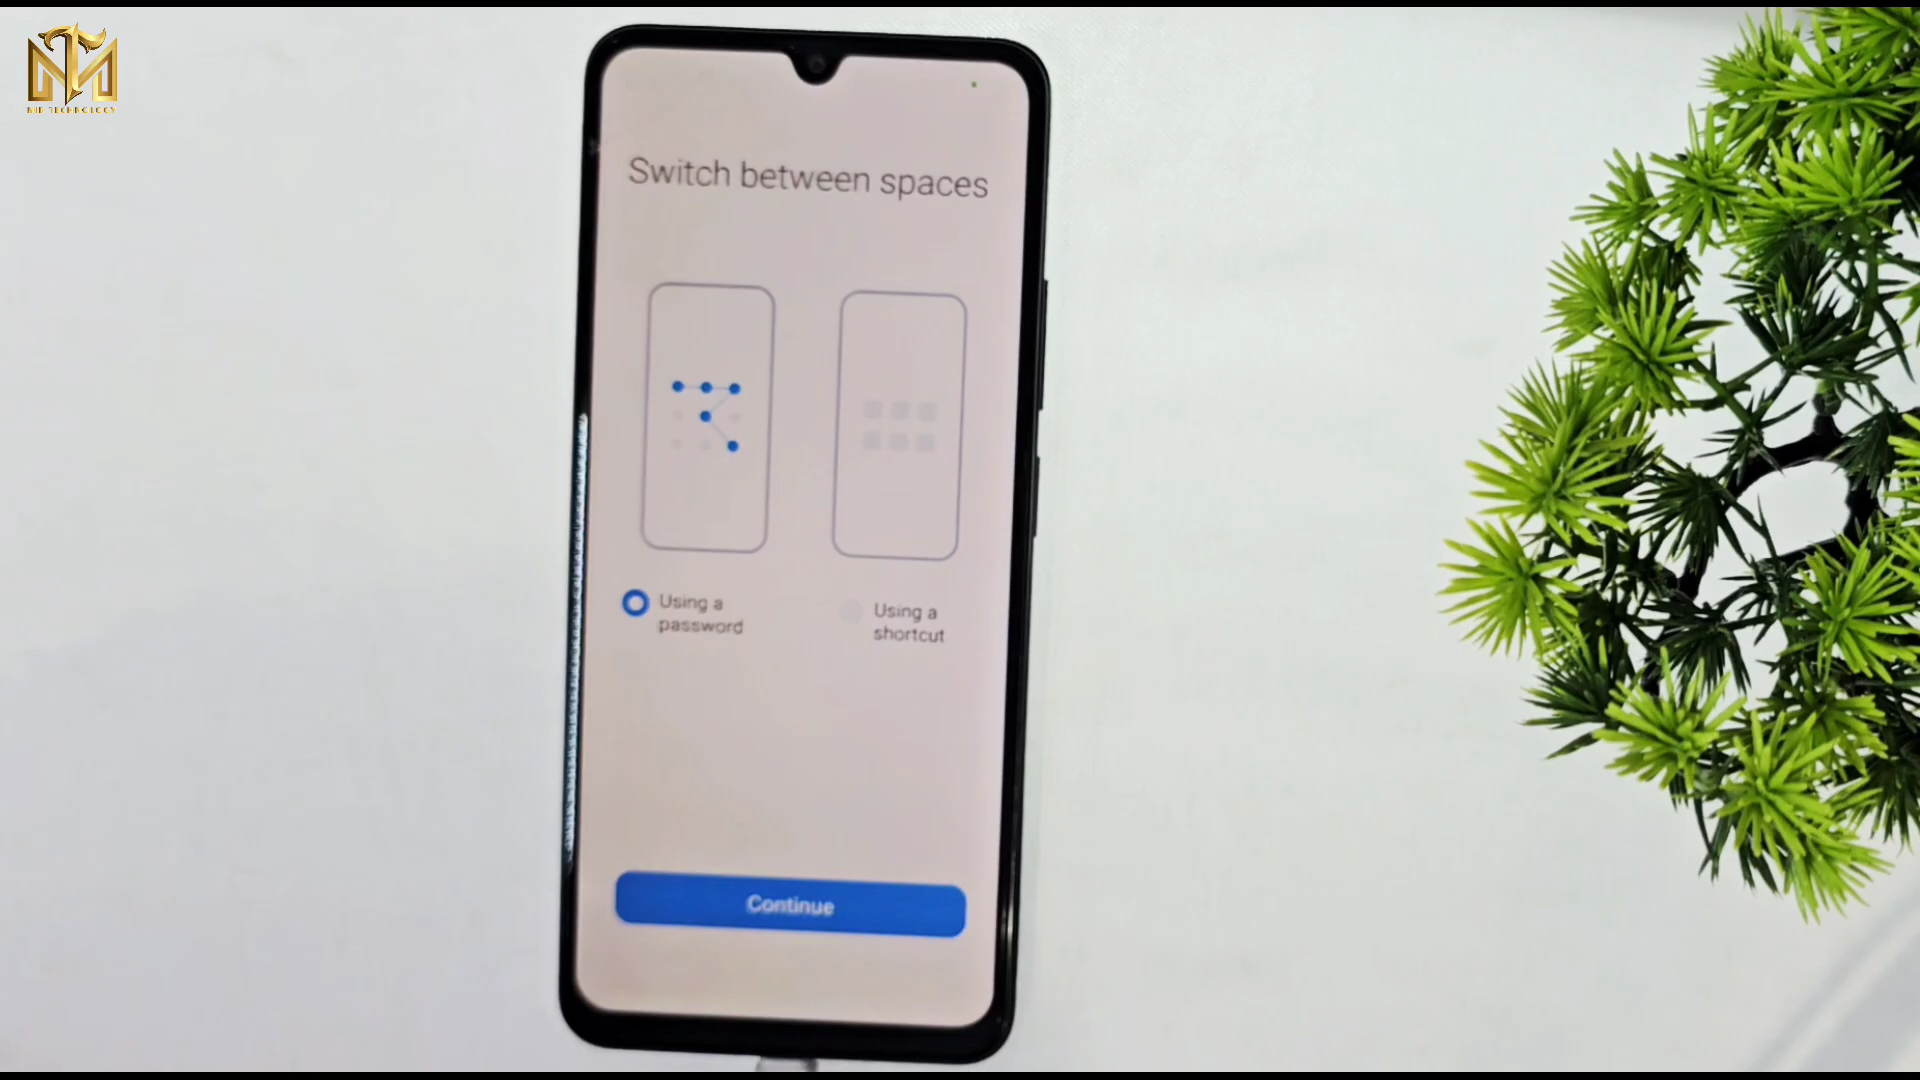 Switch between spaces
Using a
password
Using a
shortcut
Continue